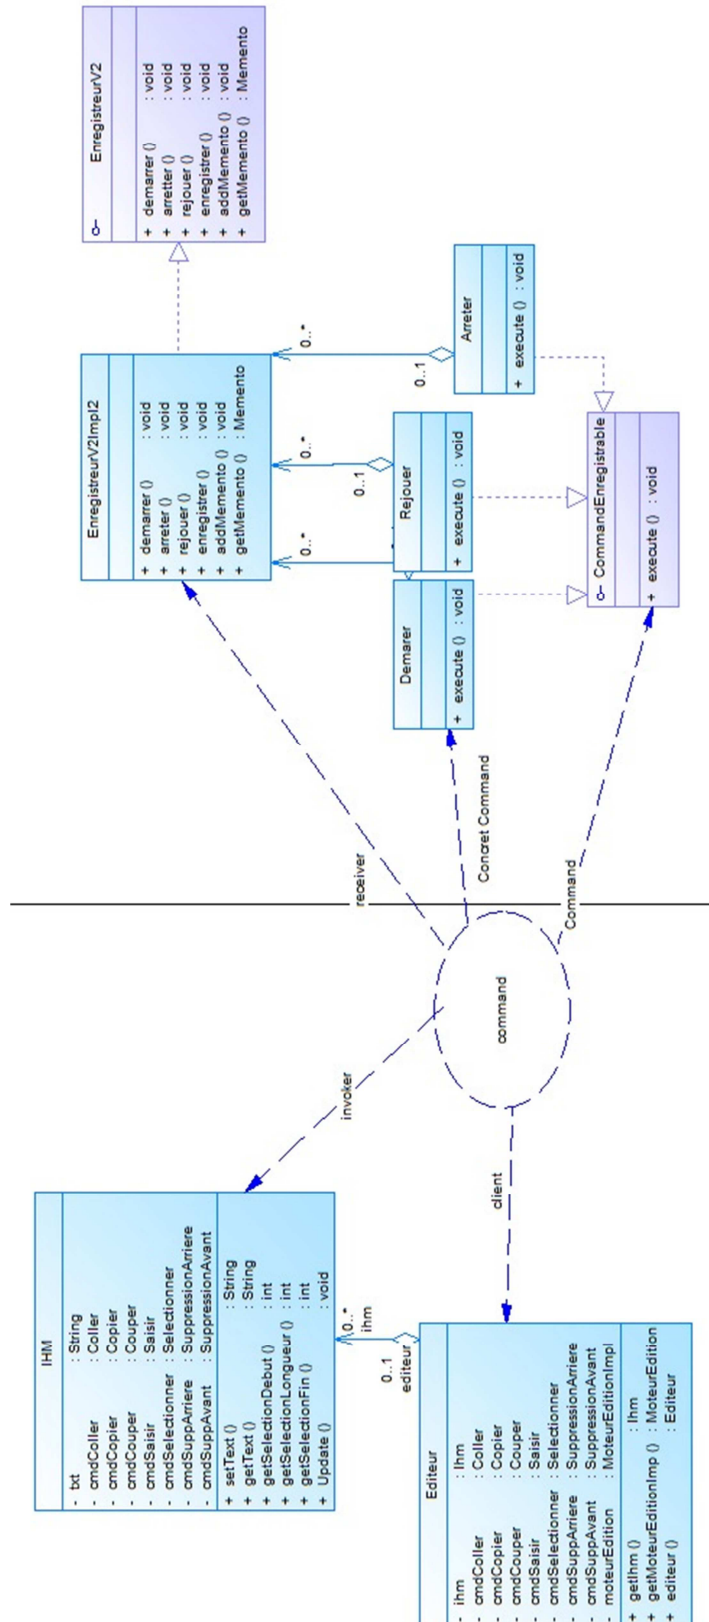 IHM
- txt : String
- cmdColler : Coller
- cmdCopier : Copier
- cmdCouper : Couper
- cmdSaisir : Saisir
- cmdSelectionner : Selectionner
- cmdSuppArriere : SuppressionArriere
- cmdSuppAvant : SuppressionAvant
+ setText () : String
+ getText () : String
+ getSelectionDebut () : int
+ getSelectionLongueur () : int
+ getSelectionFin () : int
+ Update () : void
0..*
ihm
0..1
editeur
Editeur
- ihm : Ihm
- cmdColler : Coller
- cmdCopier : Copier
- cmdCouper : Couper
- cmdSaisir : Saisir
- cmdSelectionner : Selectionner
- cmdSuppArriere : SuppressionArriere
- cmdSuppAvant : SuppressionAvant
- moteurEdition : MoteurEditionImpl
+ getIhm () : Ihm
+ getMoteurEditionImp () : MoteurEdition
+ editeur () : Editeur
invoker
client
command
receiver
Concret Command
Command
EnregistreurV2Impl2
+ demarrer () : void
+ arreter () : void
+ rejouer () : void
+ enregistrer () : void
+ addMemento () : void
+ getMemento () : Memento
EnregistreurV2
+ demarrer () : void
+ arretter () : void
+ rejouer () : void
+ enregistrer () : void
+ addMemento () : void
+ getMemento () : Memento
0..*
0..*
0..*
0..1
0..1
Demarer
+ execute () : void
Rejouer
+ execute () : void
Arreter
+ execute () : void
CommandEnregistrable
+ execute () : void